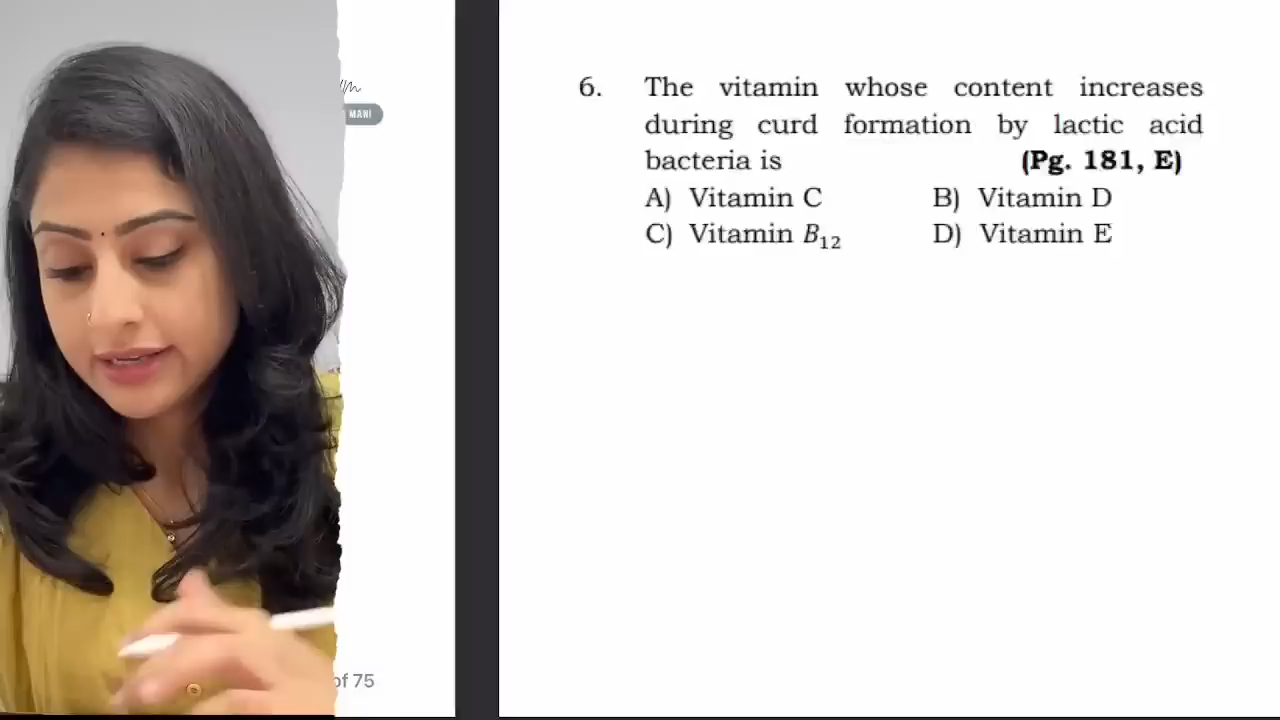 MANI
6. The vitamin whose content increases
during curd formation by lactic acid
bacteria is (Pg. 181, E)
A) Vitamin C B) Vitamin D
C) Vitamin B₁₂ D) Vitamin E
of 75